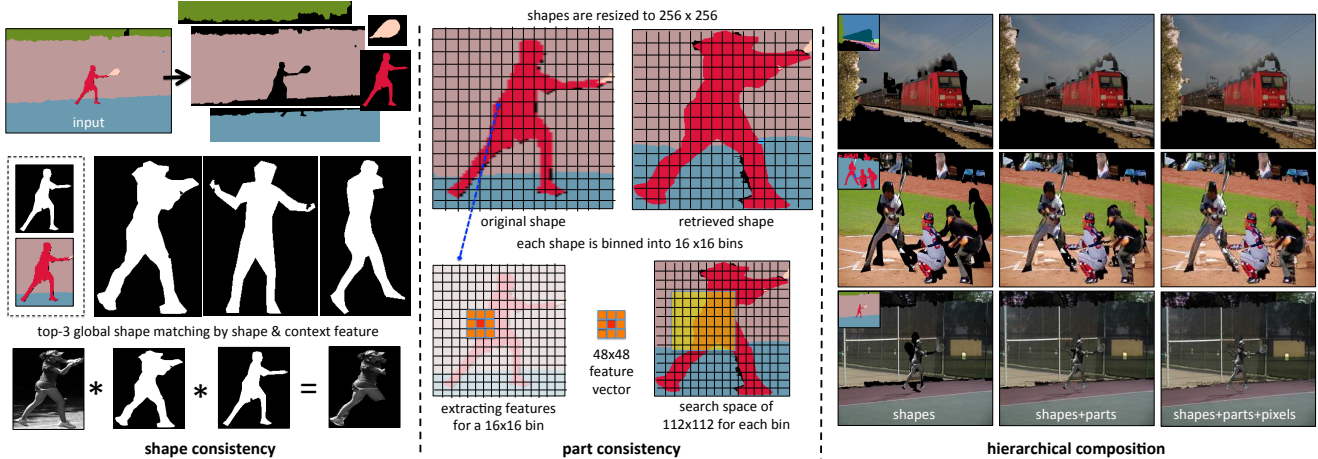 input
top-3 global shape matching by shape & context feature
* * =
shape consistency
shapes are resized to 256 x 256
original shape
retrieved shape
each shape is binned into 16 x16 bins
48x48
feature
vector
extracting features
for a 16x16 bin
search space of
112x112 for each bin
part consistency
shapes
shapes+parts
shapes+parts+pixels
hierarchical composition